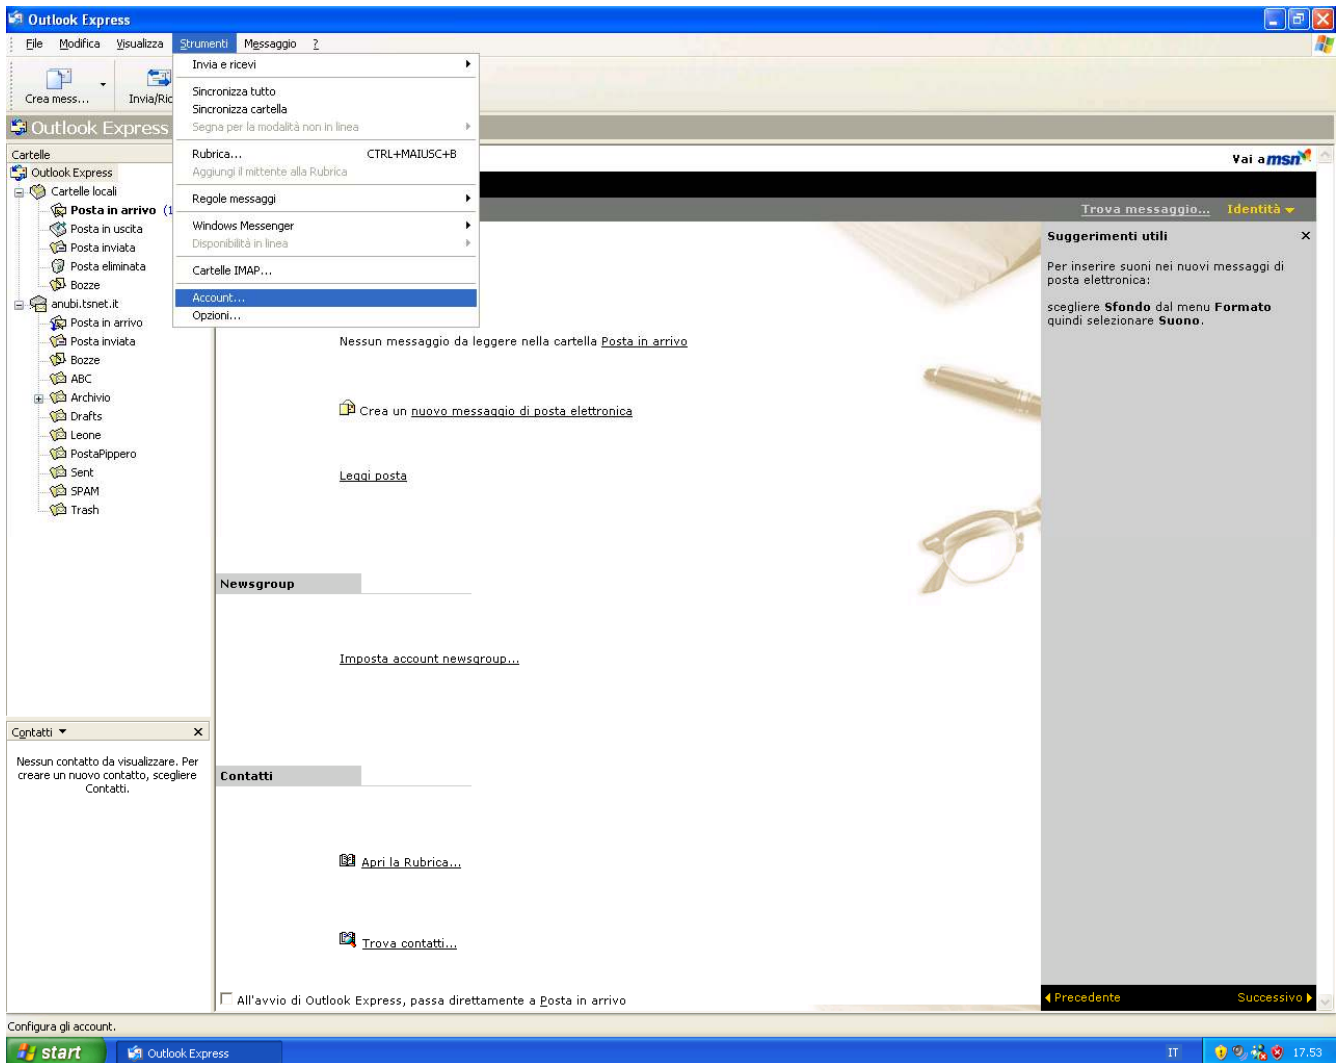 Outlook Express
File Modifica Visualizza Strumenti Messaggio ?
Crea mess... Invia/Ric
Invia e ricevi
Sincronizza tutto
Sincronizza cartella
Segna per la modalità non in linea
Rubrica... CTRL+MAIUSC+B
Aggiungi il mittente alla Rubrica
Regole messaggi
Windows Messenger
Disponibilità in linea
Cartelle IMAP...
Account...
Opzioni...
Outlook Express
Cartelle
Outlook Express
Cartelle locali
Posta in arrivo (1
Posta in uscita
Posta inviata
Posta eliminata
Bozze
anubi.tsnet.it
Posta in arrivo
Posta inviata
Bozze
ABC
Archivio
Drafts
Leone
PostaPippero
Sent
SPAM
Trash
Contatti
Nessun contatto da visualizzare. Per
creare un nuovo contatto, scegliere
Contatti.
Vai a msn
Trova messaggio... Identità
Nessun messaggio da leggere nella cartella Posta in arrivo
Crea un nuovo messaggio di posta elettronica
Leggi posta
Newsgroup
Imposta account newsgroup...
Contatti
Apri la Rubrica...
Trova contatti...
All'avvio di Outlook Express, passa direttamente a Posta in arrivo
Suggerimenti utili
Per inserire suoni nei nuovi messaggi di
posta elettronica:
scegliere Sfondo dal menu Formato
quindi selezionare Suono.
Precedente Successivo
Configura gli account.
start Outlook Express IT 17.53